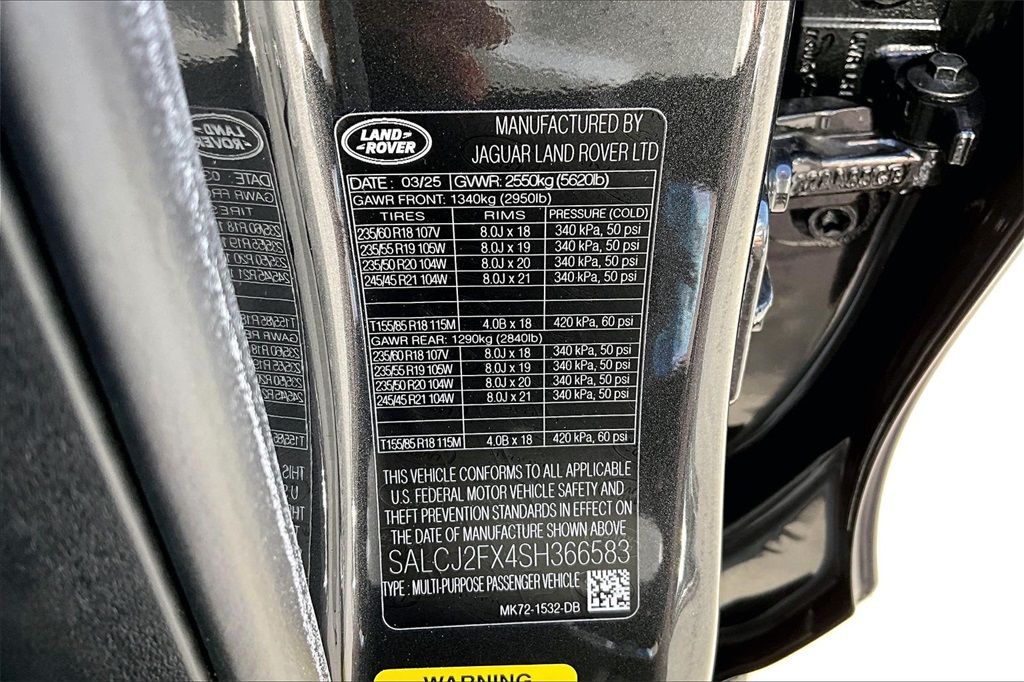 LAND-
-ROVER
MANUFACTURED BY
JAGUAR LAND ROVER LTD
DATE : 03/25 GVWR: 2550kg (5620lb)
GAWR FRONT: 1340kg (2950lb)
TIRES RIMS PRESSURE (COLD)
235/60 R18 107V 8.0J x 18 340 kPa, 50 psi
235/55 R19 105W 8.0J x 19 340 kPa, 50 psi
235/50 R20 104W 8.0J x 20 340 kPa, 50 psi
245/45 R21 104W 8.0J x 21 340 kPa, 50 psi
T155/85 R18 115M 4.0B x 18 420 kPa, 60 psi
GAWR REAR: 1290kg (2840lb)
235/60 R18 107V 8.0J x 18 340 kPa, 50 psi
235/55 R19 105W 8.0J x 19 340 kPa, 50 psi
235/50 R20 104W 8.0J x 20 340 kPa, 50 psi
245/45 R21 104W 8.0J x 21 340 kPa, 50 psi
T155/85 R18 115M 4.0B x 18 420 kPa, 60 psi
THIS VEHICLE CONFORMS TO ALL APPLICABLE
U.S. FEDERAL MOTOR VEHICLE SAFETY AND
THEFT PREVENTION STANDARDS IN EFFECT ON
THE DATE OF MANUFACTURE SHOWN ABOVE
SALCJ2FX4SH366583
TYPE : MULTI-PURPOSE PASSENGER VEHICLE
MK72-1532-DB
WARNING